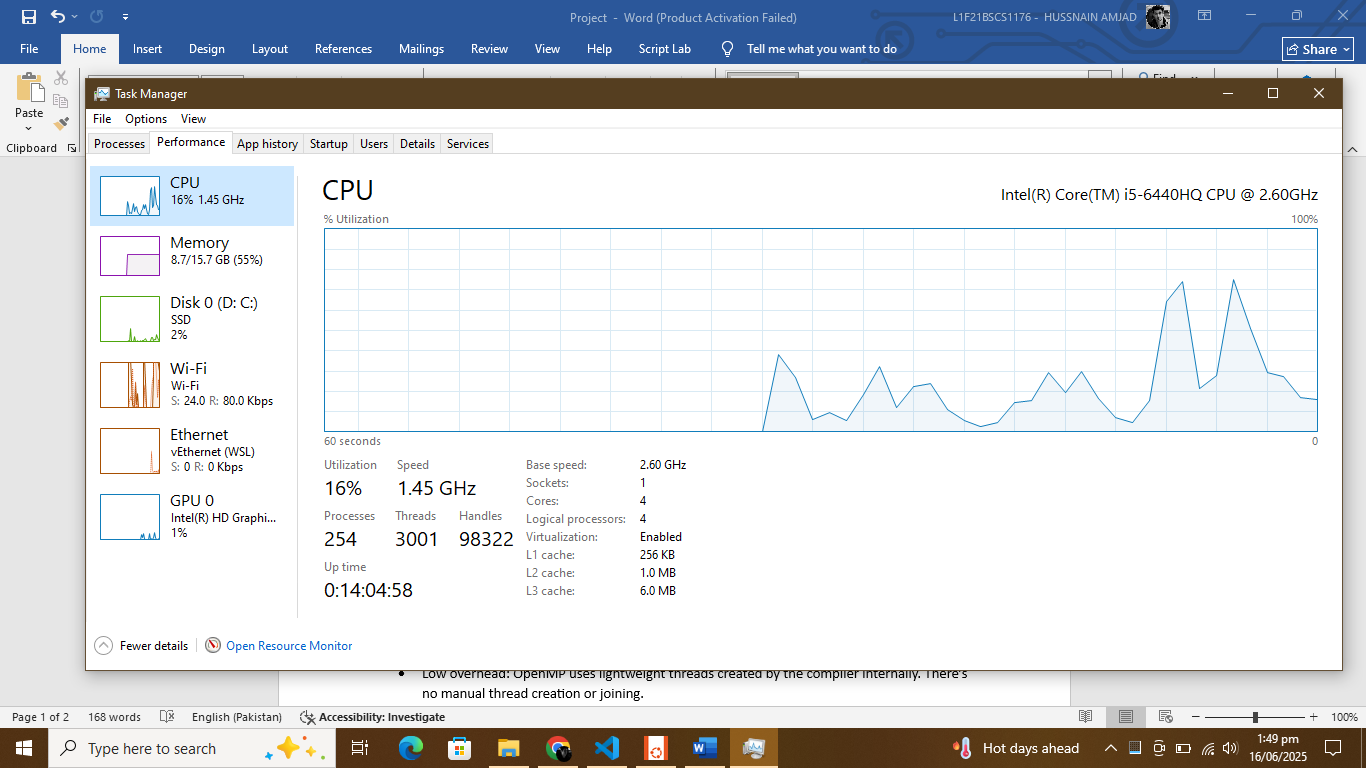 Project - Word (Product Activation Failed)
L1F21BSCS1176 - HUSSNAIN AMJAD
File Home Insert Design Layout References Mailings Review View Help Script Lab Tell me what you want to do Share
Paste
Clipboard
Find
Task Manager
File Options View
Processes Performance App history Startup Users Details Services
CPU
16% 1.45 GHz
Memory
8.7/15.7 GB (55%)
Disk 0 (D: C:)
SSD
2%
Wi-Fi
Wi-Fi
S: 24.0 R: 80.0 Kbps
Ethernet
vEthernet (WSL)
S: 0 R: 0 Kbps
GPU 0
Intel(R) HD Graphi...
1%
CPU
Intel(R) Core(TM) i5-6440HQ CPU @ 2.60GHz
% Utilization 100%
60 seconds 0
Utilization Speed
16% 1.45 GHz
Processes Threads Handles
254 3001 98322
Up time
0:14:04:58
Base speed: 2.60 GHz
Sockets: 1
Cores: 4
Logical processors: 4
Virtualization: Enabled
L1 cache: 256 KB
L2 cache: 1.0 MB
L3 cache: 6.0 MB
Fewer details Open Resource Monitor
Low overhead: OpenMP uses lightweight threads created by the compiler internally. There's
no manual thread creation or joining.
Page 1 of 2 168 words English (Pakistan) Accessibility: Investigate 100%
Type here to search
Hot days ahead
1:49 pm
16/06/2025